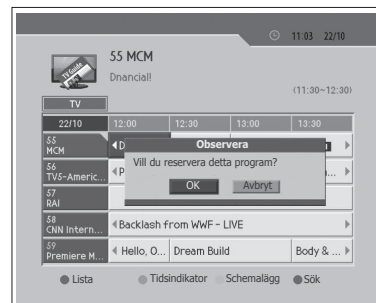 11:03 22/10
55 MCM
Dnancial!
TV Guide
(11:30~12:30)
TV
22/10 12:00 12:30 13:00 13:30
55 MCM
56 TV5-Americ...
57 RAI
58 CNN Intern...
59 Premiere M...
Observera
Vill du reservera detta program?
OK Avbryt
Backlash from WWF - LIVE
Hello, O... Dream Build Body & ...
Lista Tidsindikator Schemalägg Sök